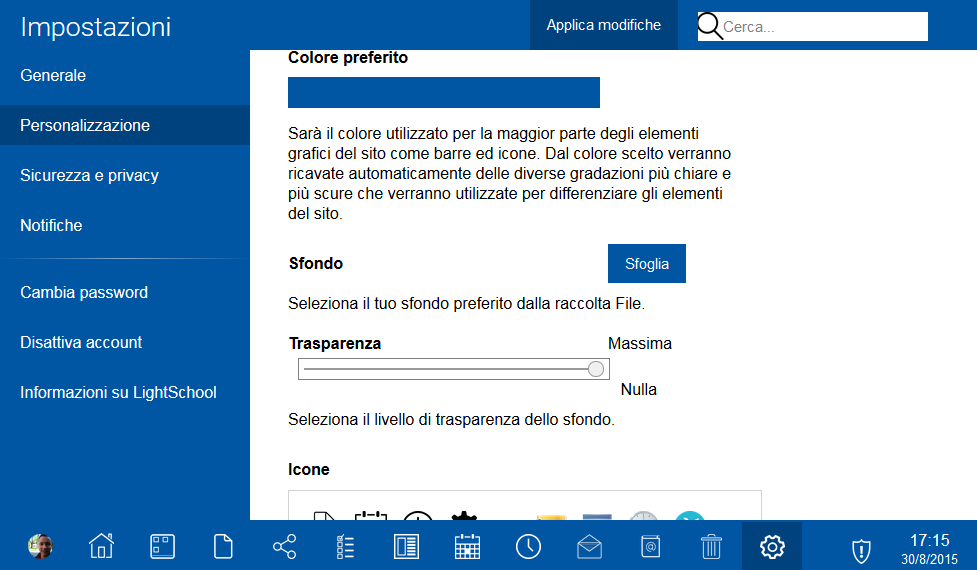 Impostazioni
Applica modifiche
Cerca...
Generale
Personalizzazione
Sicurezza e privacy
Notifiche
Cambia password
Disattiva account
Informazioni su LightSchool
Colore preferito
Sarà il colore utilizzato per la maggior parte degli elementi
grafici del sito come barre ed icone. Dal colore scelto verranno
ricavate automaticamente delle diverse gradazioni più chiare e
più scure che verranno utilizzate per differenziare gli elementi
del sito.
Sfondo
Sfoglia
Seleziona il tuo sfondo preferito dalla raccolta File.
Trasparenza
Massima
Nulla
Seleziona il livello di trasparenza dello sfondo.
Icone
17:15
30/8/2015